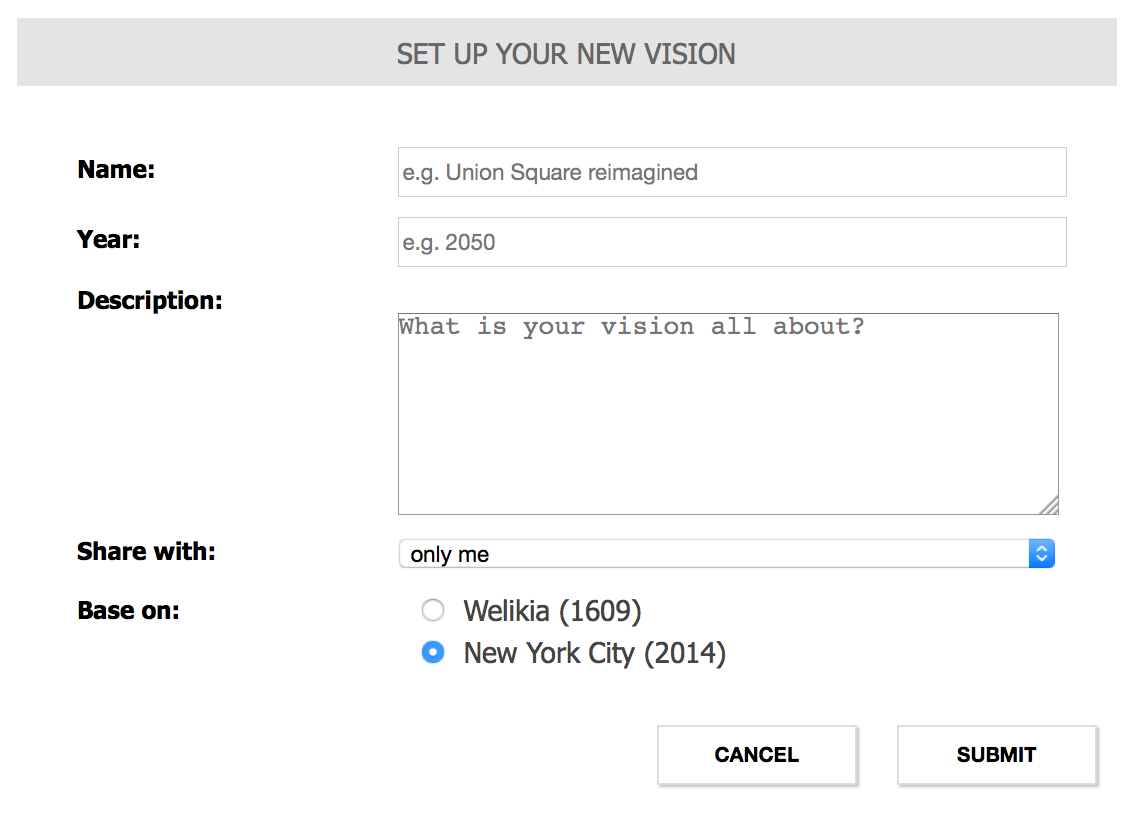 SET UP YOUR NEW VISION
Name:
e.g. Union Square reimagined
Year:
e.g. 2050
Description:
What is your vision all about?
Share with:
only me
Base on:
Welikia (1609)
New York City (2014)
CANCEL
SUBMIT